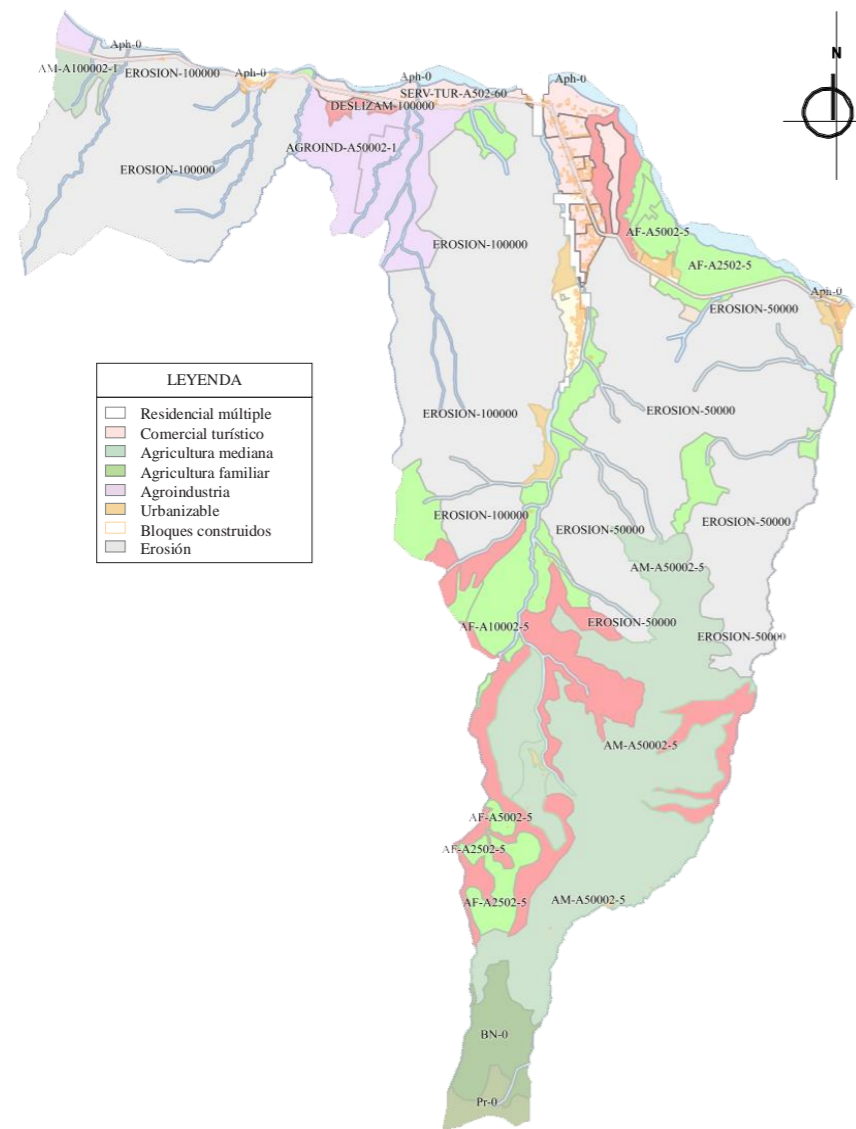 N
Aph-0
AM-A100002-1
EROSION-100000
Aph-0
Aph-0
Aph-0
SERV-TUR-A502-60
DESLIZAM-100000
AGROIND-A50002-1
EROSION-100000
AF-A5002-5
EROSION-100000
AF-A2502-5
Aph-0
EROSION-50000
LEYENDA
Residencial múltiple
Comercial turístico
Agricultura mediana
Agricultura familiar
Agroindustria
Urbanizable
Bloques construidos
Erosión
EROSION-100000
EROSION-50000
EROSION-100000
EROSION-50000
EROSION-50000
AM-A50002-5
AF-A10002-5
EROSION-50000
EROSION-50000
AM-A50002-5
AF-A5002-5
AF-A2502-5
AF-A2502-5
AM-A50002-5
BN-0
Pr-0